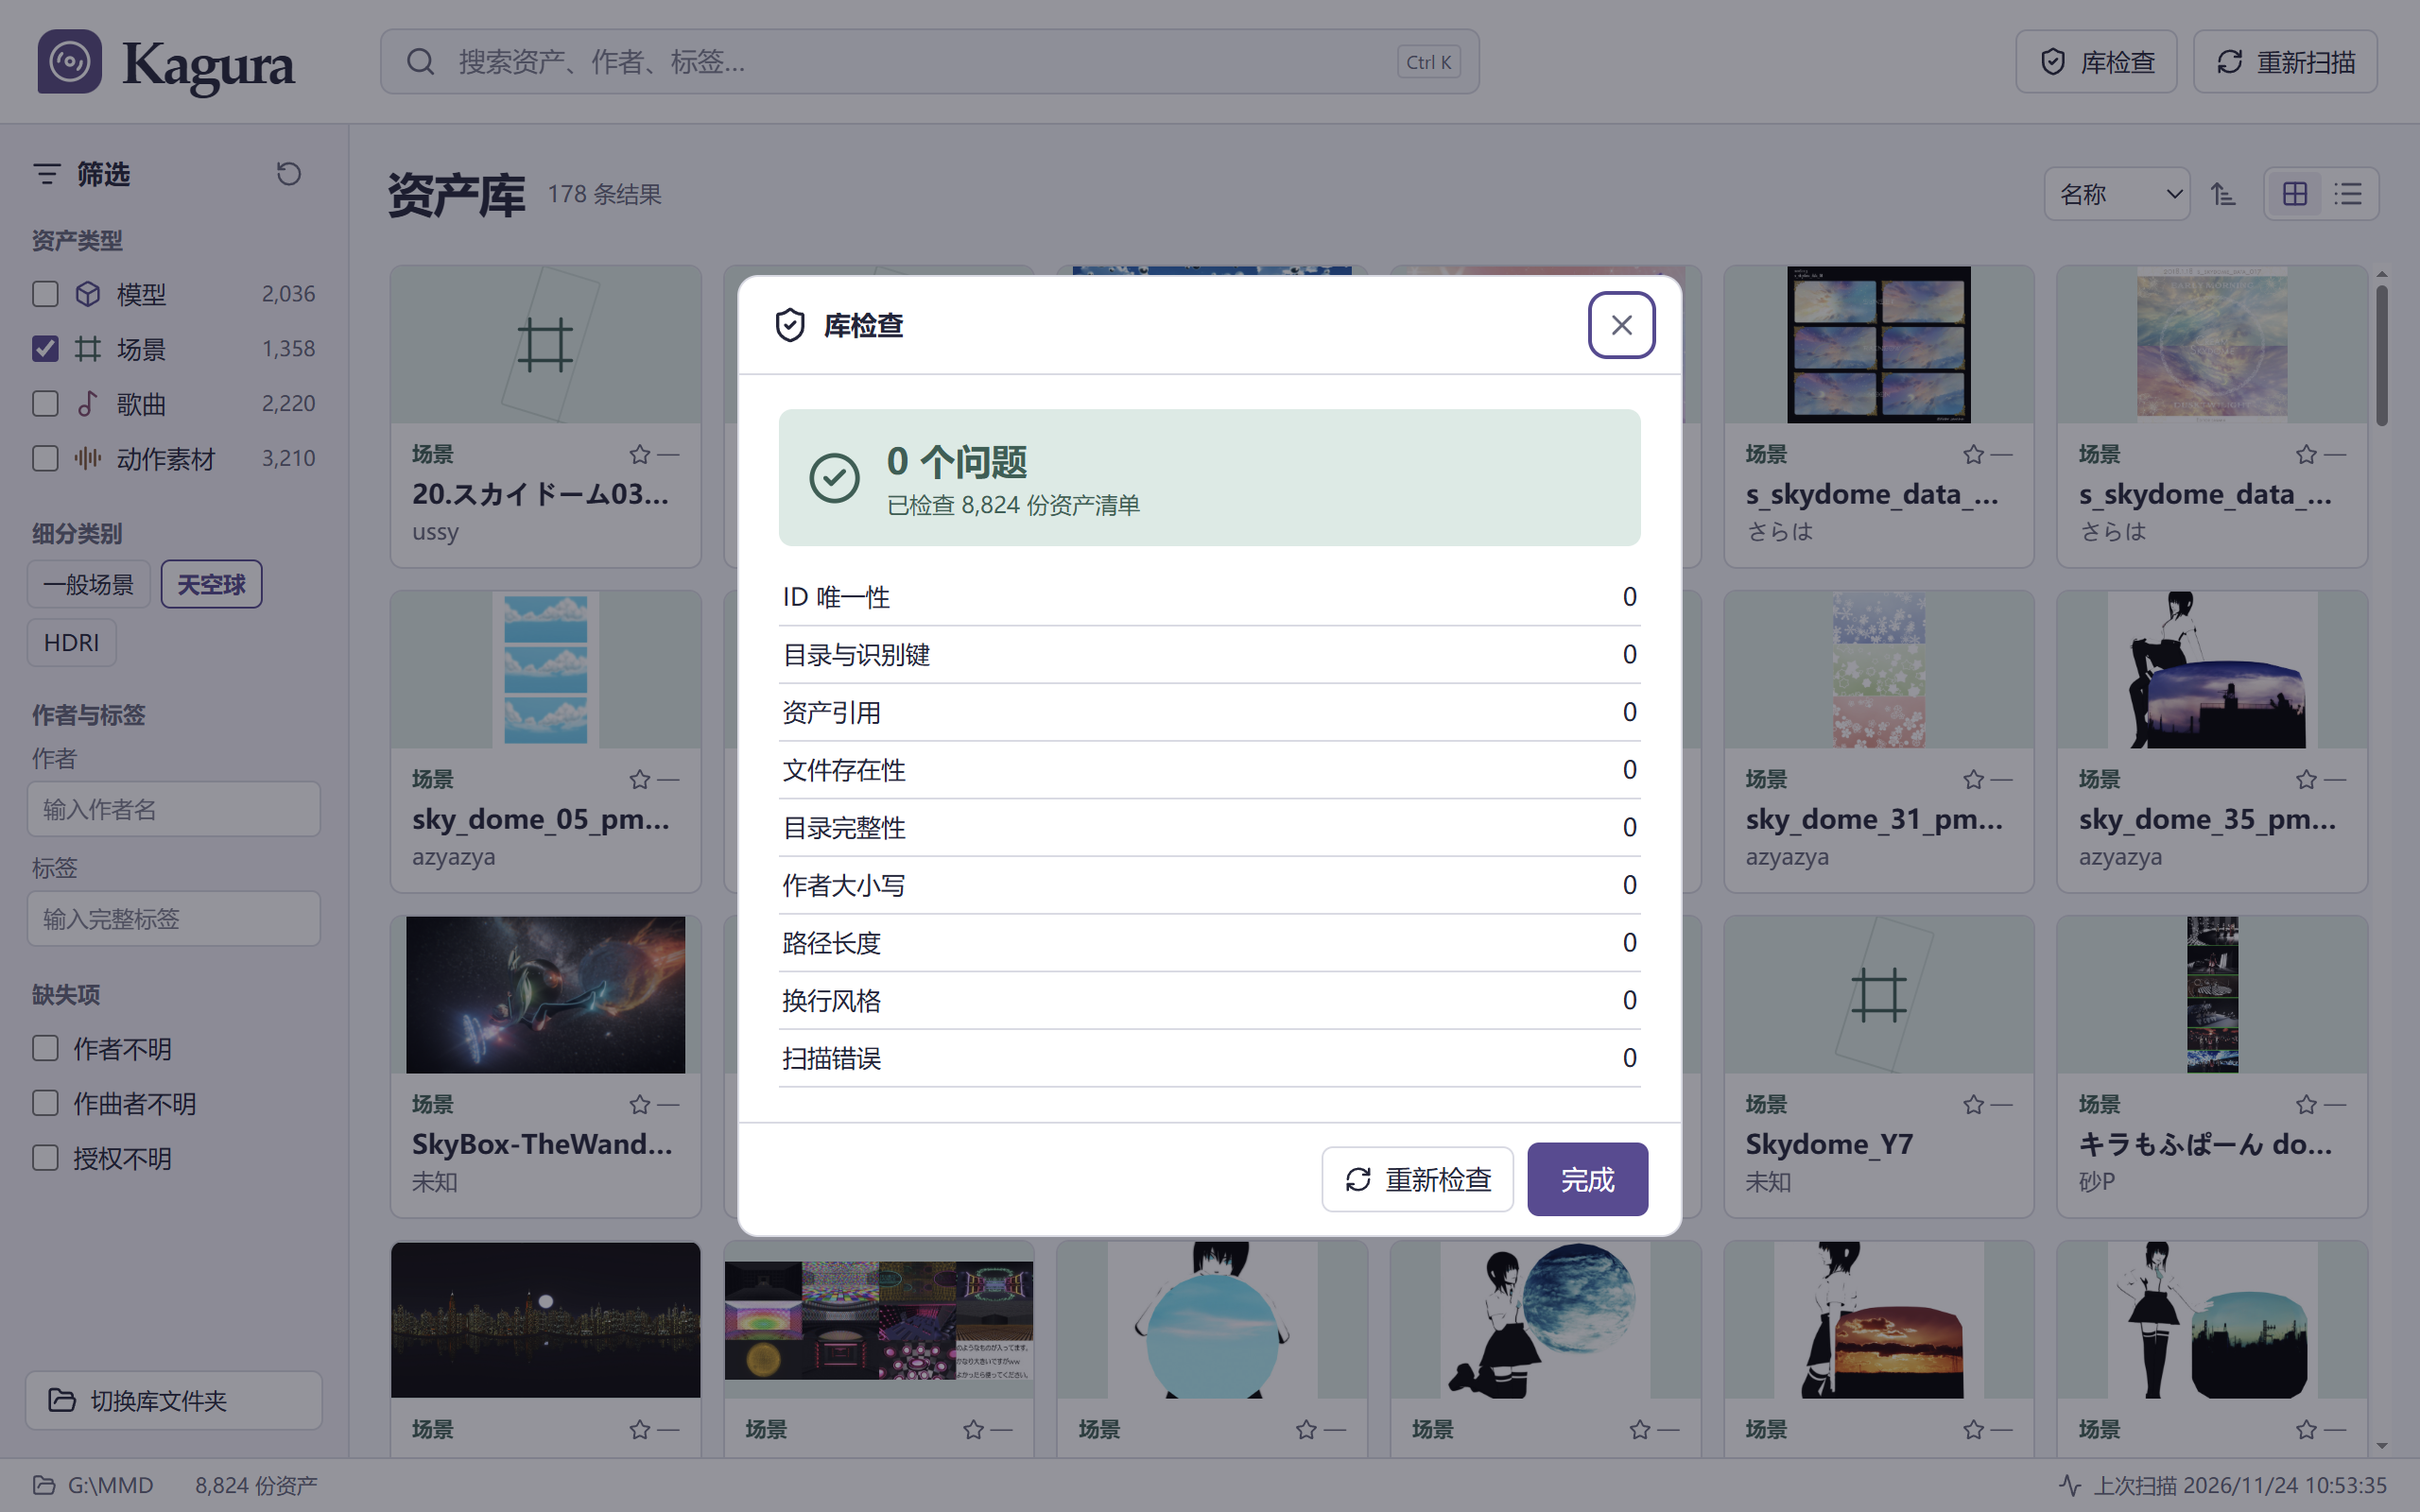 Kagura
搜索资产、作者、标签...
Ctrl K
库检查
重新扫描
筛选
资产类型
模型 2,036
场景 1,358
歌曲 2,220
动作素材 3,210
细分类别
一般场景
天空球
HDRI
作者与标签
作者
输入作者名
标签
输入完整标签
缺失项
作者不明
作曲者不明
授权不明
切换库文件夹
资产库 178 条结果
名称
场景 —
20.スカイドーム03...
ussy
场景 —
s_skydome_data_...
さらは
场景 —
s_skydome_data_...
さらは
场景 —
sky_dome_05_pm...
azyazya
场景 —
sky_dome_31_pm...
azyazya
场景 —
sky_dome_35_pm...
azyazya
场景 —
SkyBox-TheWand...
未知
场景 —
Skydome_Y7
未知
场景 —
キラもふぱーん do...
砂P
场景 —
场景 —
场景 —
场景 —
场景 —
场景 —
库检查
0 个问题
已检查 8,824 份资产清单
ID 唯一性 0
目录与识别键 0
资产引用 0
文件存在性 0
目录完整性 0
作者大小写 0
路径长度 0
换行风格 0
扫描错误 0
重新检查
完成
G:\MMD
8,824 份资产
上次扫描 2026/11/24 10:53:35